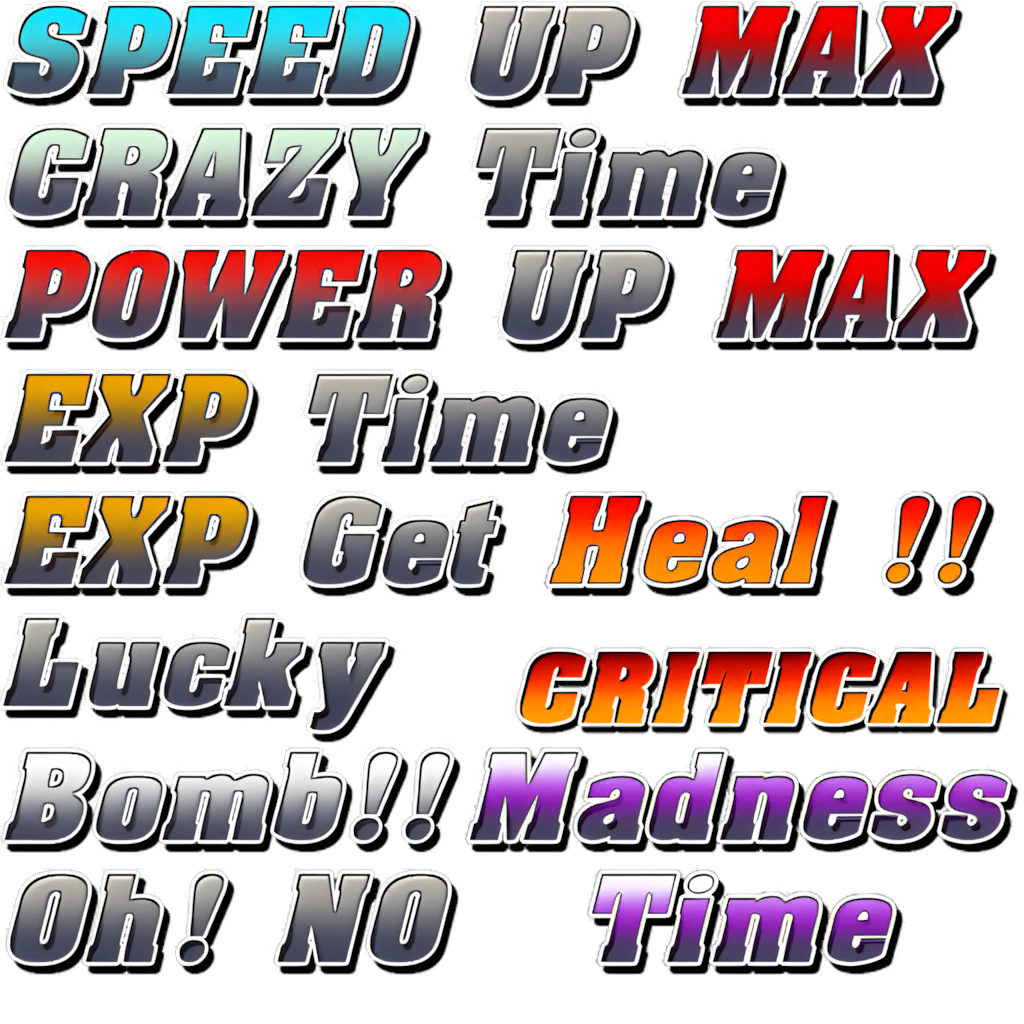 SPEED UP MAX
CRAZY Time
POWER UP MAX
EXP Time
EXP Get Heal !!
Lucky CRITICAL
Bomb!! Madness
Oh! NO Time